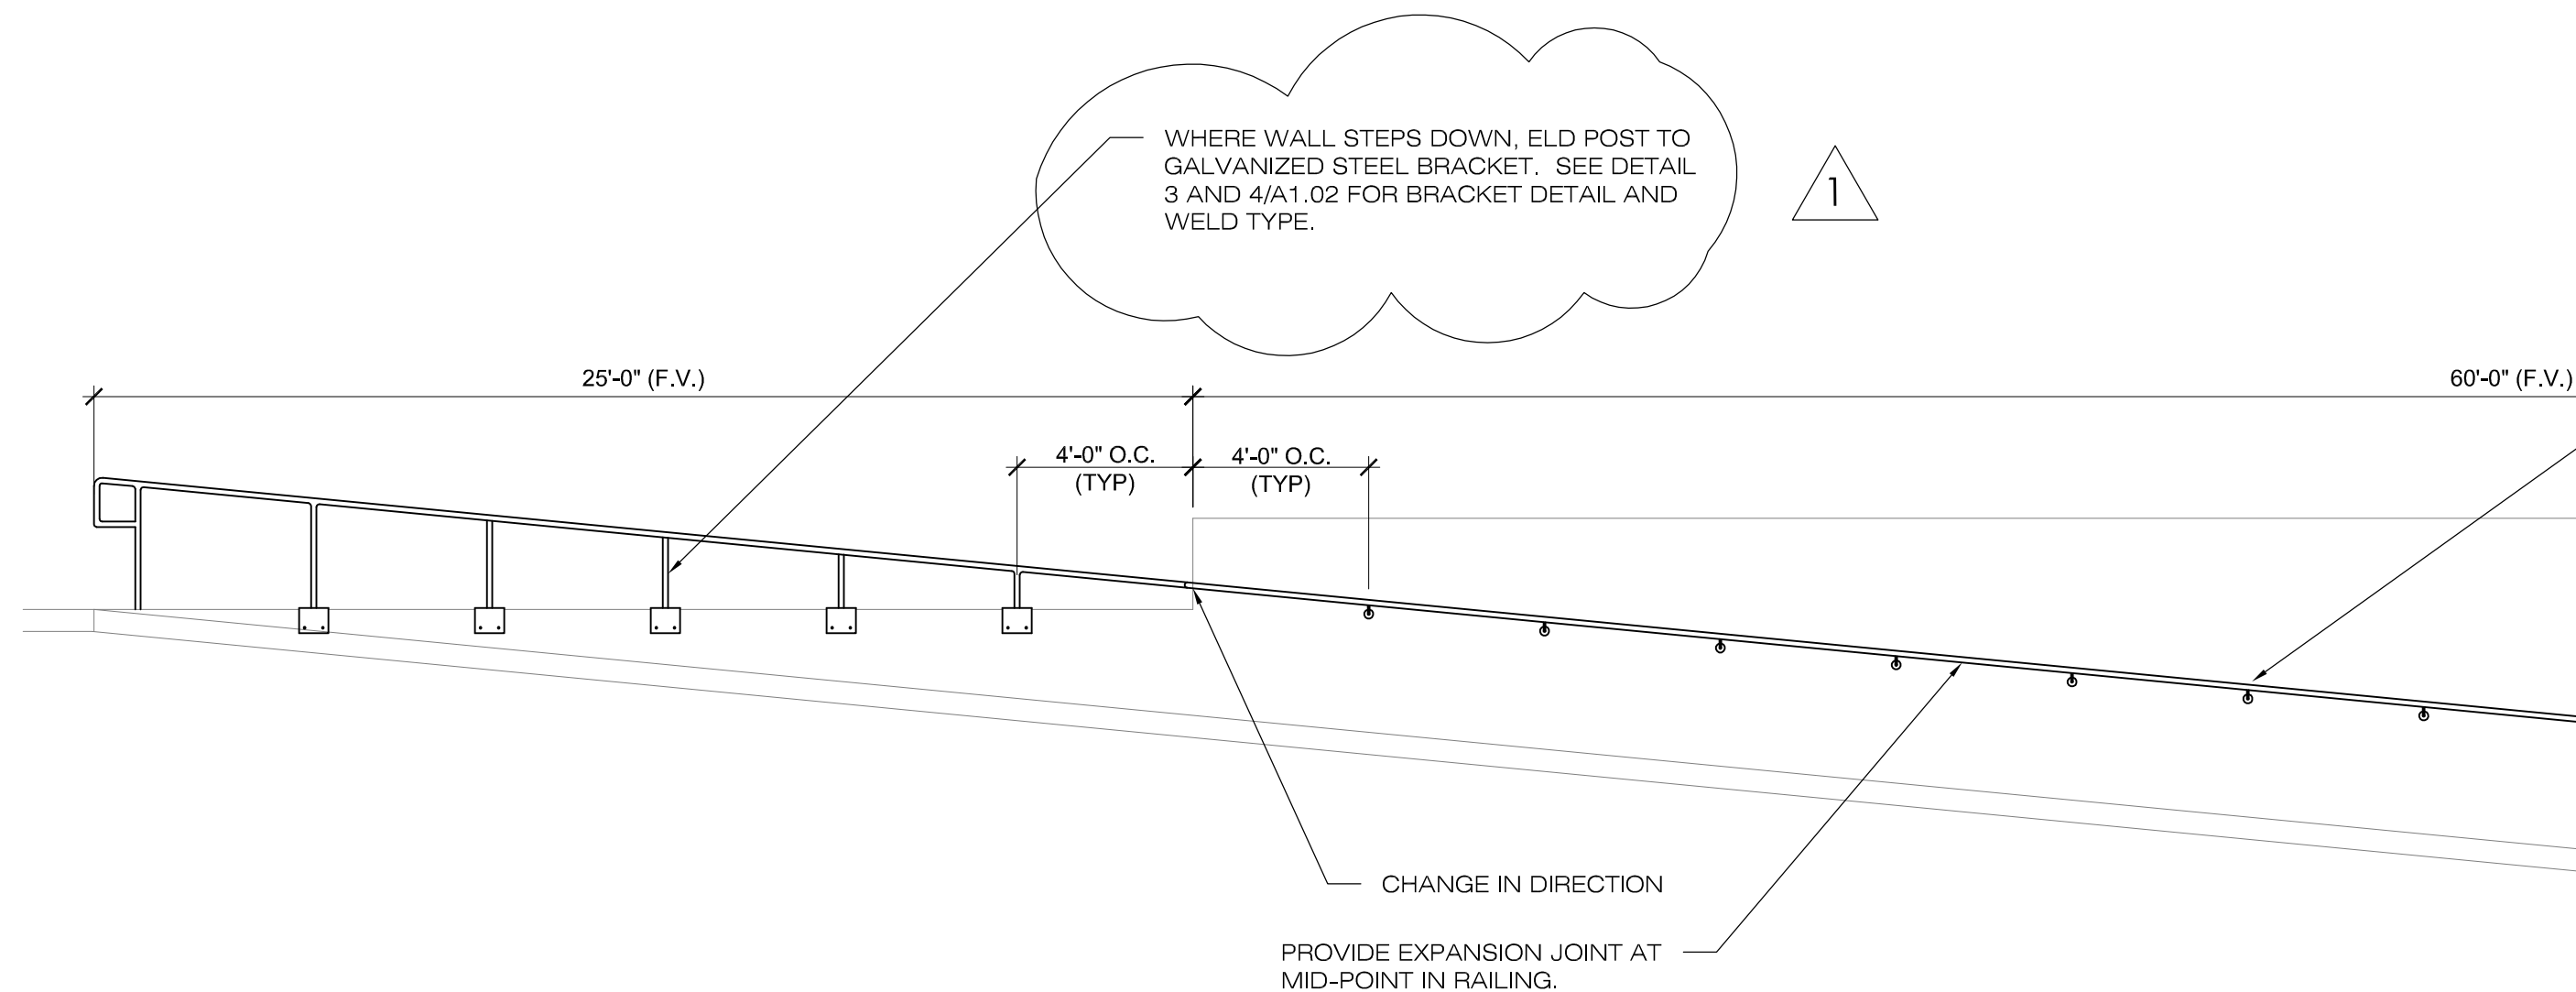 WHERE WALL STEPS DOWN, ELD POST TO
GALVANIZED STEEL BRACKET. SEE DETAIL
3 AND 4/A1.02 FOR BRACKET DETAIL AND
WELD TYPE.
1
25'-0" (F.V.)
60'-0" (F.V.)
4'-0" O.C.
(TYP)
4'-0" O.C.
(TYP)
CHANGE IN DIRECTION
PROVIDE EXPANSION JOINT AT
MID-POINT IN RAILING.